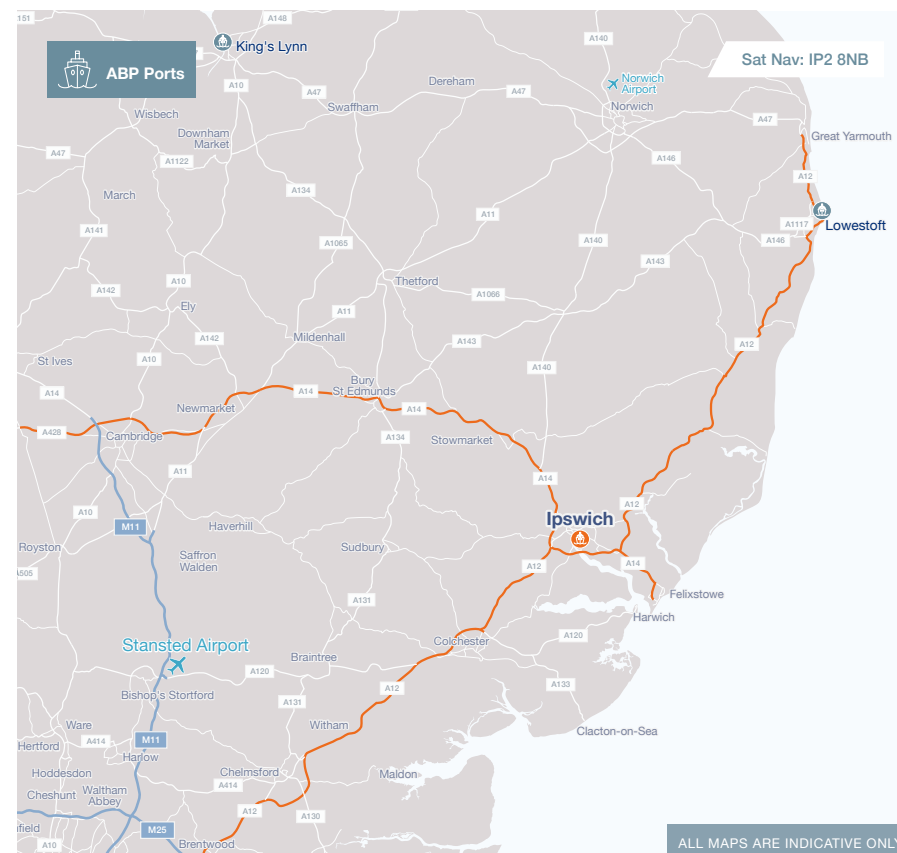 151
A148
A140
King's Lynn
ABP Ports
Sat Nav: IP2 8NB
Norwich
Airport
Dereham
A10
A47
A47
Swaffham
Norwich
Wisbech
A47
Downham
Market
Great Yarmouth
A47
A1122
A146
A12
A134
March
A11
Lowestoft
A1117
A141
A1065
A140
A146
A143
A10
Thetford
A142
A1066
Ely
A11
Mildenhall
A142
A143
A12
St Ives
A10
A140
Bury
St Edmunds
A14
A14
Newmarket
A14
A428
Cambridge
A134
Stowmarket
A11
A14
A12
A10
Ipswich
M11
Haverhill
Royston
Sudbury
Saffron
Walden
A12
A14
A505
Felixstowe
A131
Harwich
A120
Colchester
Stansted Airport
Braintree
A120
A133
A12
Bishop's Stortford
A131
Ware
Witham
Clacton-on-Sea
A414
M11
Hertford
Harlow
Hoddesdon
Chelmsford
Maldon
A414
Cheshunt
Waltham
Abbey
A12
A130
nfield
M25
A10
Brentwood
ALL MAPS ARE INDICATIVE ONLY